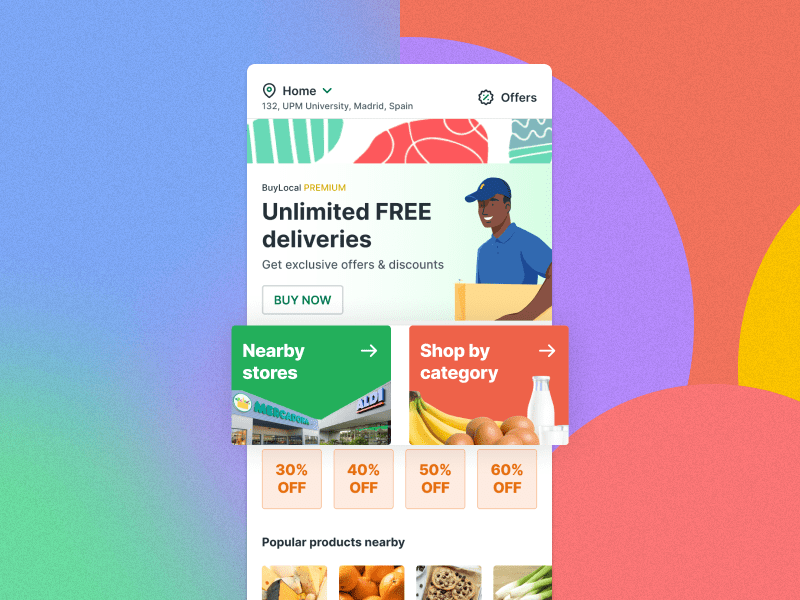 Home
Offers
132, UPM University, Madrid, Spain
BuyLocal PREMIUM
Unlimited FREE
deliveries
Get exclusive offers & discounts
BUY NOW
Nearby
stores
Shop by
category
MERCADONA
ALDI
30%
OFF
40%
OFF
50%
OFF
60%
OFF
Popular products nearby